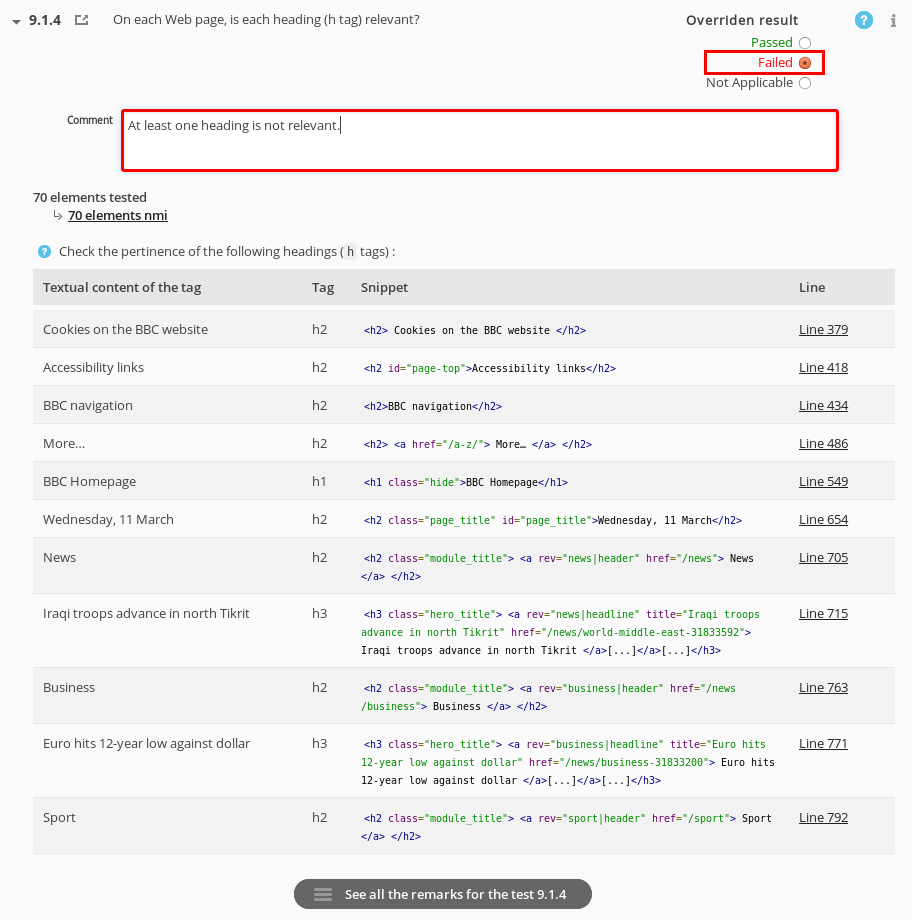 9.1.4 On each Web page, is each heading (h tag) relevant? Overriden result ? i
Passed
Failed
Not Applicable
Comment At least one heading is not relevant.
70 elements tested
↳ 70 elements nmi
? Check the pertinence of the following headings ( h tags) :
Textual content of the tag Tag Snippet Line
Cookies on the BBC website h2 <h2> Cookies on the BBC website </h2> Line 379
Accessibility links h2 <h2 id="page-top">Accessibility links</h2> Line 418
BBC navigation h2 <h2>BBC navigation</h2> Line 434
More… h2 <h2> <a href="/a-z/"> More… </a> </h2> Line 486
BBC Homepage h1 <h1 class="hide">BBC Homepage</h1> Line 549
Wednesday, 11 March h2 <h2 class="page_title" id="page_title">Wednesday, 11 March</h2> Line 654
News h2 <h2 class="module_title"> <a rev="news|header" href="/news"> News Line 705
</a> </h2>
Iraqi troops advance in north Tikrit h3 <h3 class="hero_title"> <a rev="news|headline" title="Iraqi troops Line 715
advance in north Tikrit" href="/news/world-middle-east-31833592">
Iraqi troops advance in north Tikrit </a>[...]</a>[...]</h3>
Business h2 <h2 class="module_title"> <a rev="business|header" href="/news Line 763
/business"> Business </a> </h2>
Euro hits 12-year low against dollar h3 <h3 class="hero_title"> <a rev="business|headline" title="Euro hits Line 771
12-year low against dollar" href="/news/business-31833200"> Euro hits
12-year low against dollar </a>[...]</a>[...]</h3>
Sport h2 <h2 class="module_title"> <a rev="sport|header" href="/sport"> Sport Line 792
</a> </h2>
See all the remarks for the test 9.1.4